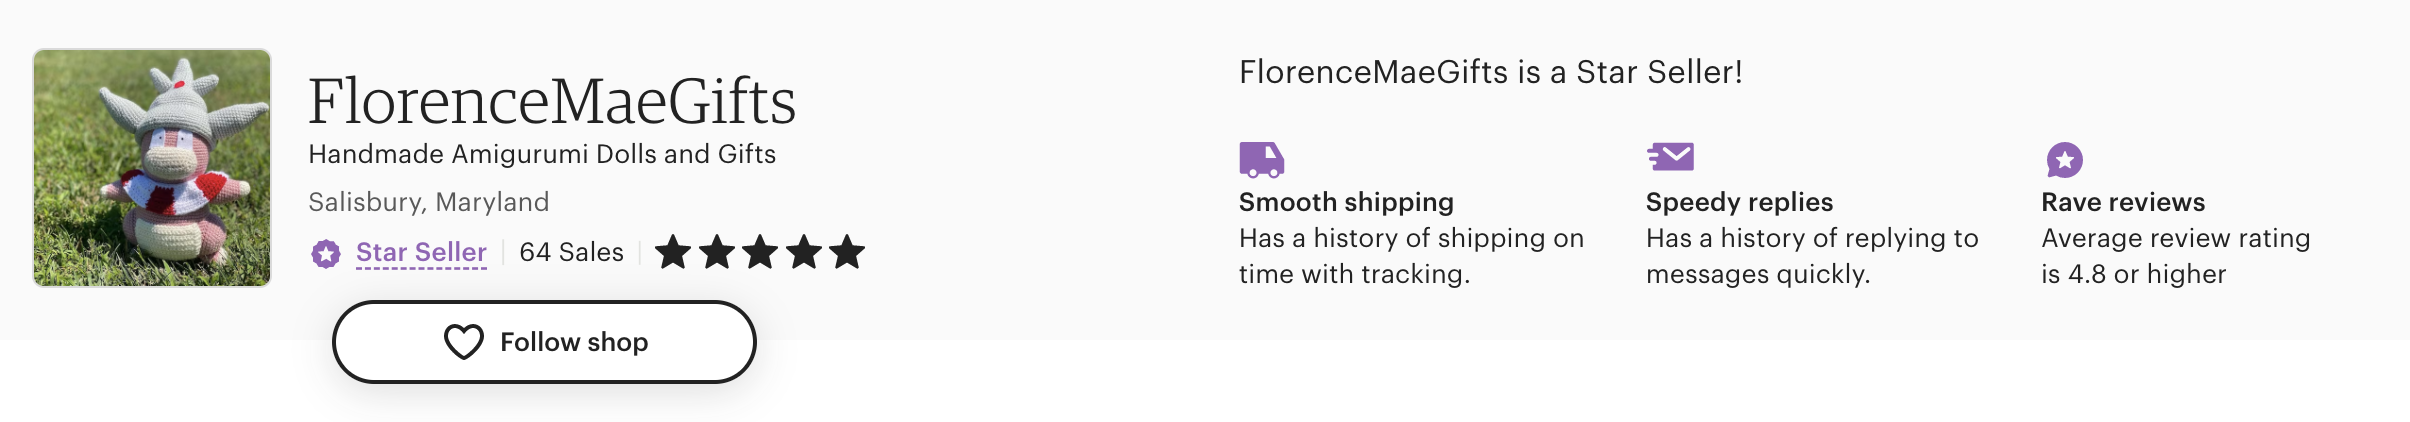 FlorenceMaeGifts
Handmade Amigurumi Dolls and Gifts
Salisbury, Maryland
Star Seller
64 Sales
Follow shop
FlorenceMaeGifts is a Star Seller!
Smooth shipping
Has a history of shipping on
time with tracking.
Speedy replies
Has a history of replying to
messages quickly.
Rave reviews
Average review rating
is 4.8 or higher